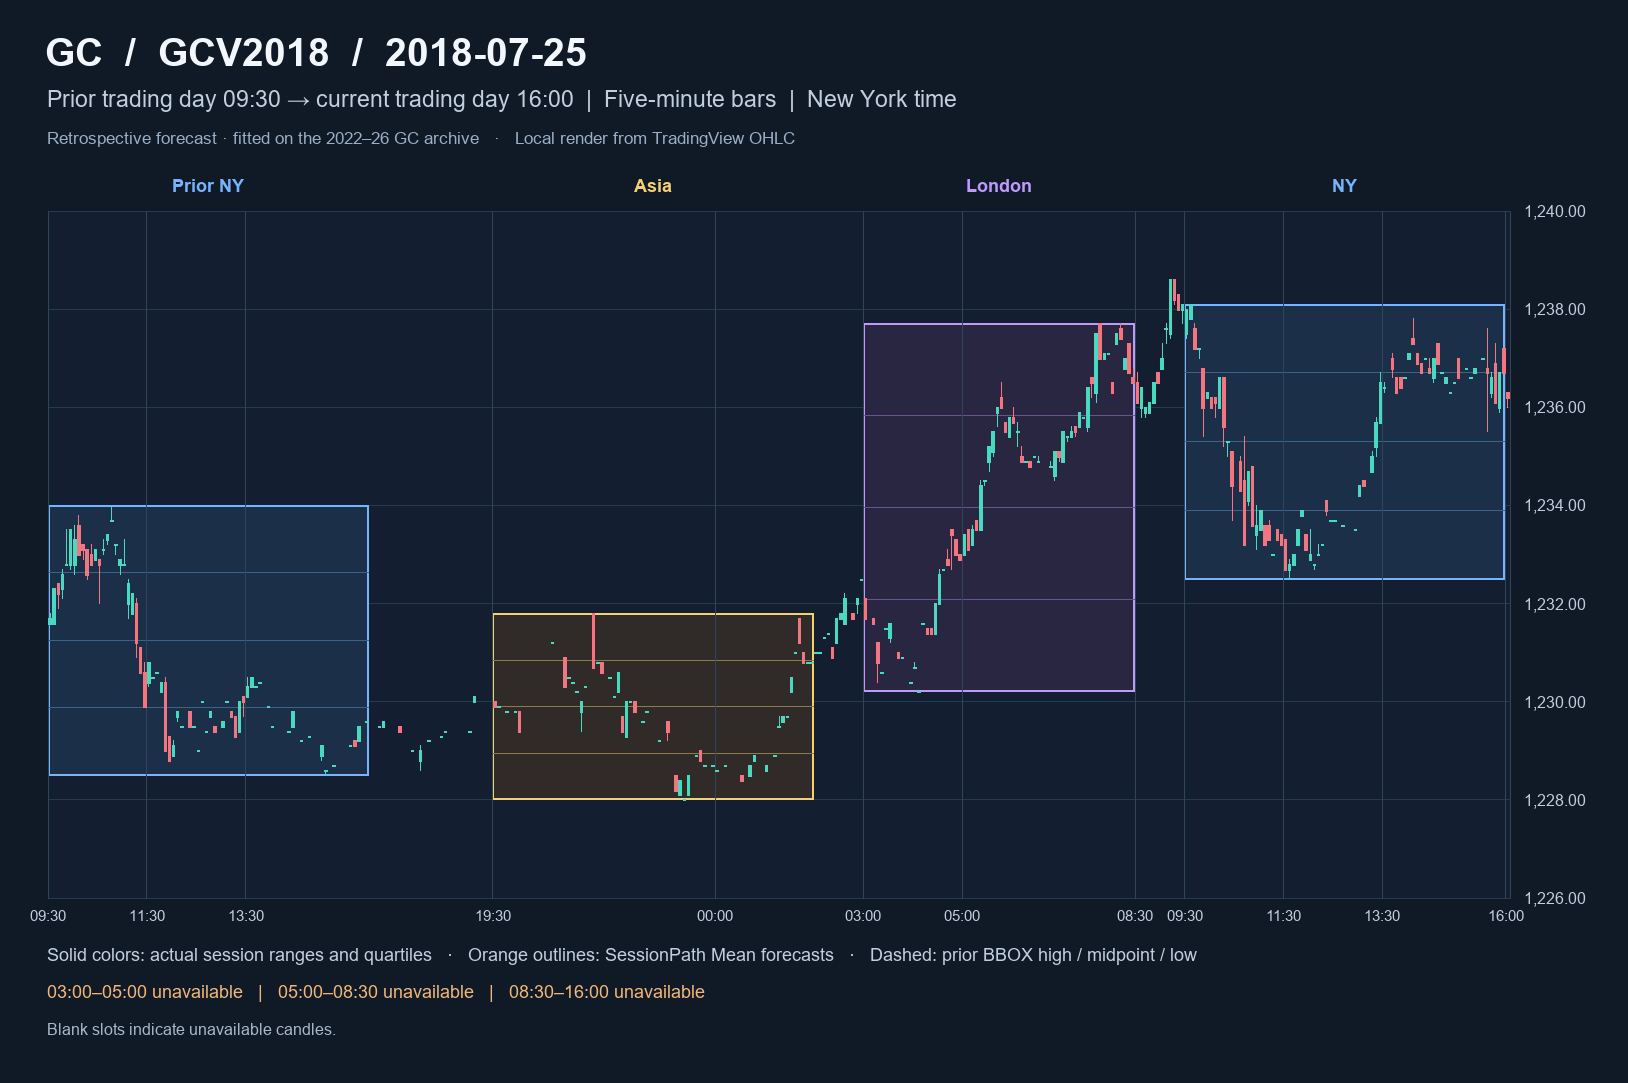 GC / GCV2018 / 2018-07-25
Prior trading day 09:30 → current trading day 16:00 | Five-minute bars | New York time
Retrospective forecast · fitted on the 2022–26 GC archive · Local render from TradingView OHLC
Prior NY Asia London NY
1,240.00
1,238.00
1,236.00
1,234.00
1,232.00
1,230.00
1,228.00
1,226.00
09:30 11:30 13:30 19:30 00:00 03:00 05:00 08:30 09:30 11:30 13:30 16:00
Solid colors: actual session ranges and quartiles · Orange outlines: SessionPath Mean forecasts · Dashed: prior BBOX high / midpoint / low
03:00–05:00 unavailable | 05:00–08:30 unavailable | 08:30–16:00 unavailable
Blank slots indicate unavailable candles.